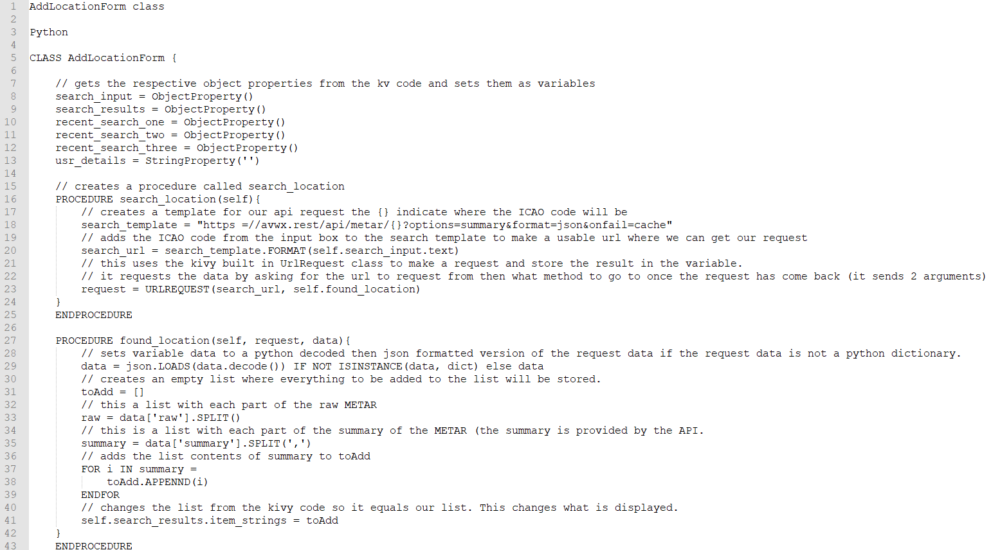 1 AddLocationForm class
2
3 Python
4
5 CLASS AddLocationForm {
6
7 // gets the respective object properties from the kv code and sets them as variables
8 search_input = ObjectProperty()
9 search_results = ObjectProperty()
10 recent_search_one = ObjectProperty()
11 recent_search_two = ObjectProperty()
12 recent_search_three = ObjectProperty()
13 usr_details = StringProperty('')
14
15 // creates a procedure called search_location
16 PROCEDURE search_location(self){
17 // creates a template for our api request the {} indicate where the ICAO code will be
18 search_template = "https =//avwx.rest/api/metar/{}?options=summary&format=json&onfail=cache"
19 // adds the ICAO code from the input box to the search template to make a usable url where we can get our request
20 search_url = search_template.FORMAT(self.search_input.text)
21 // this uses the kivy built in UrlRequest class to make a request and store the result in the variable.
22 // it requests the data by asking for the url to request from then what method to go to once the request has come back (it sends 2 arguments)
23 request = URLREQUEST(search_url, self.found_location)
24 }
25 ENDPROCEDURE
26
27 PROCEDURE found_location(self, request, data){
28 // sets variable data to a python decoded then json formatted version of the request data if the request data is not a python dictionary.
29 data = json.LOADS(data.decode()) IF NOT ISINSTANCE(data, dict) else data
30 // creates an empty list where everything to be added to the list will be stored.
31 toAdd = []
32 // this a list with each part of the raw METAR
33 raw = data['raw'].SPLIT()
34 // this is a list with each part of the summary of the METAR (the summary is provided by the API.
35 summary = data['summary'].SPLIT(',')
36 // adds the list contents of summary to toAdd
37 FOR i IN summary =
38 toAdd.APPENND(i)
39 ENDFOR
40 // changes the list from the kivy code so it equals our list. This changes what is displayed.
41 self.search_results.item_strings = toAdd
42 }
43 ENDPROCEDURE